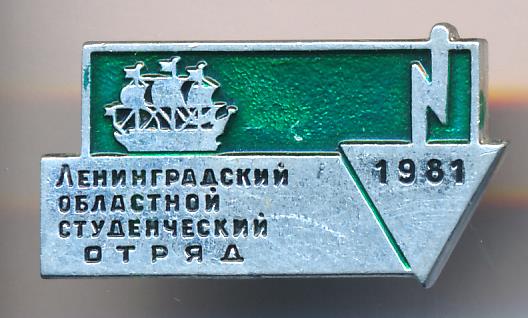 ЛЕНИНГРАДСКИЙ
ОБЛАСТНОЙ
СТУДЕНЧЕСКИЙ
ОТРЯД
1981